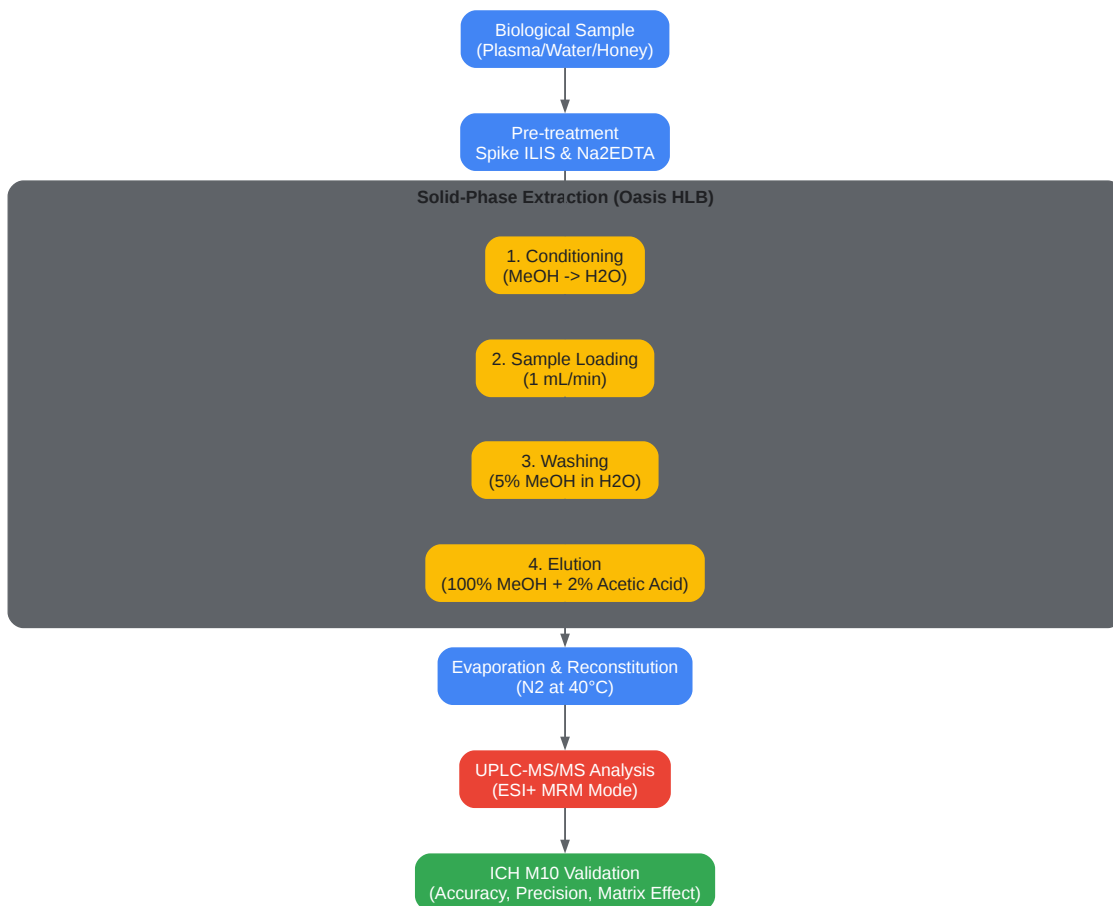 Biological Sample
(Plasma/Water/Honey)
Pre-treatment
Spike ILIS & Na2EDTA
Solid-Phase Extraction (Oasis HLB)
1. Conditioning
(MeOH -> H2O)
2. Sample Loading
(1 mL/min)
3. Washing
(5% MeOH in H2O)
4. Elution
(100% MeOH + 2% Acetic Acid)
Evaporation & Reconstitution
(N2 at 40°C)
UPLC-MS/MS Analysis
(ESI+ MRM Mode)
ICH M10 Validation
(Accuracy, Precision, Matrix Effect)